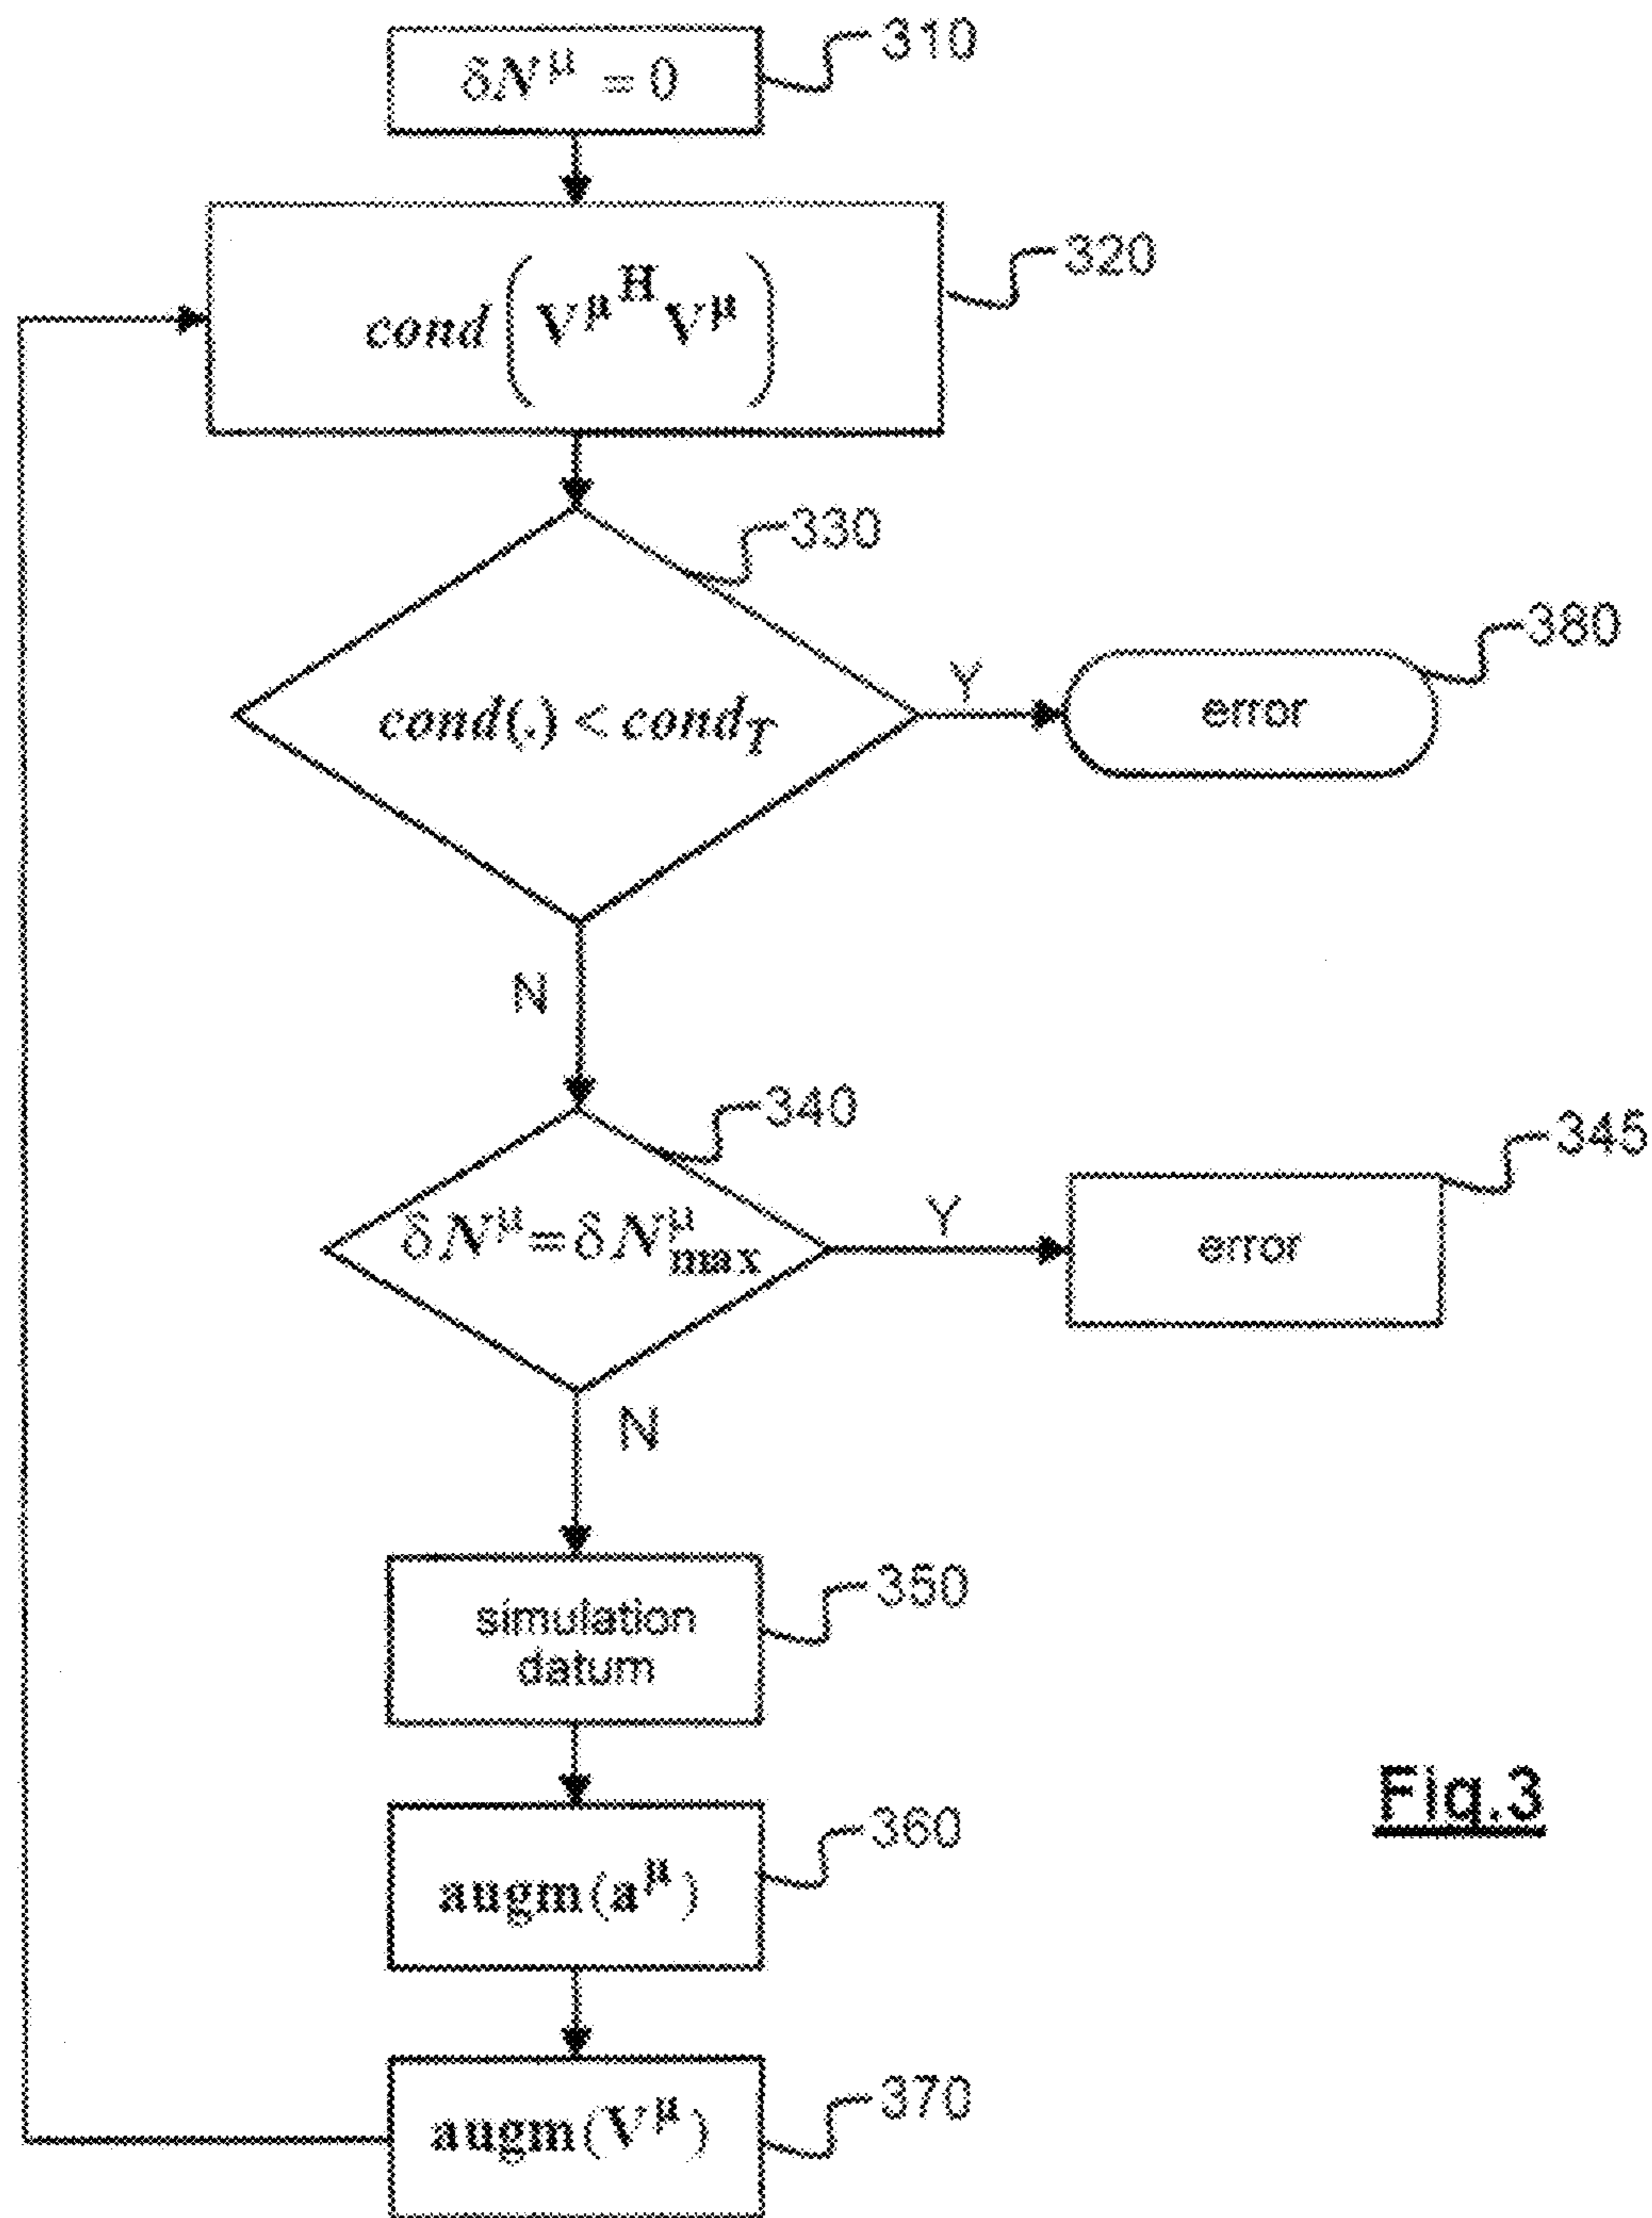 310
δN^μ = 0
320
cond(V^μ^H V^μ)
330
380
cond(.) < cond_T
Y
error
N
340
345
δN^μ = δN^μ_max
Y
error
N
350
simulation
datum
360
augm(a^μ)
Fig.3
370
augm(V^μ)